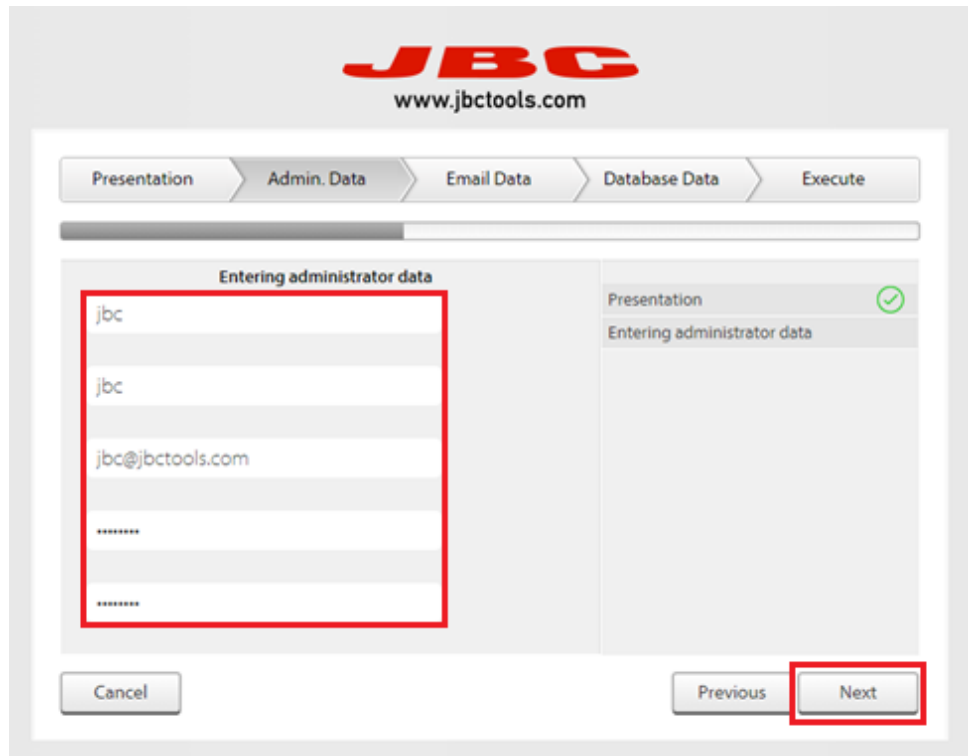 JBC
www.jbctools.com
Presentation Admin. Data Email Data Database Data Execute
Entering administrator data
jbc
jbc
jbc@jbctools.com
••••••••
••••••••
Presentation
Entering administrator data
Cancel Previous Next